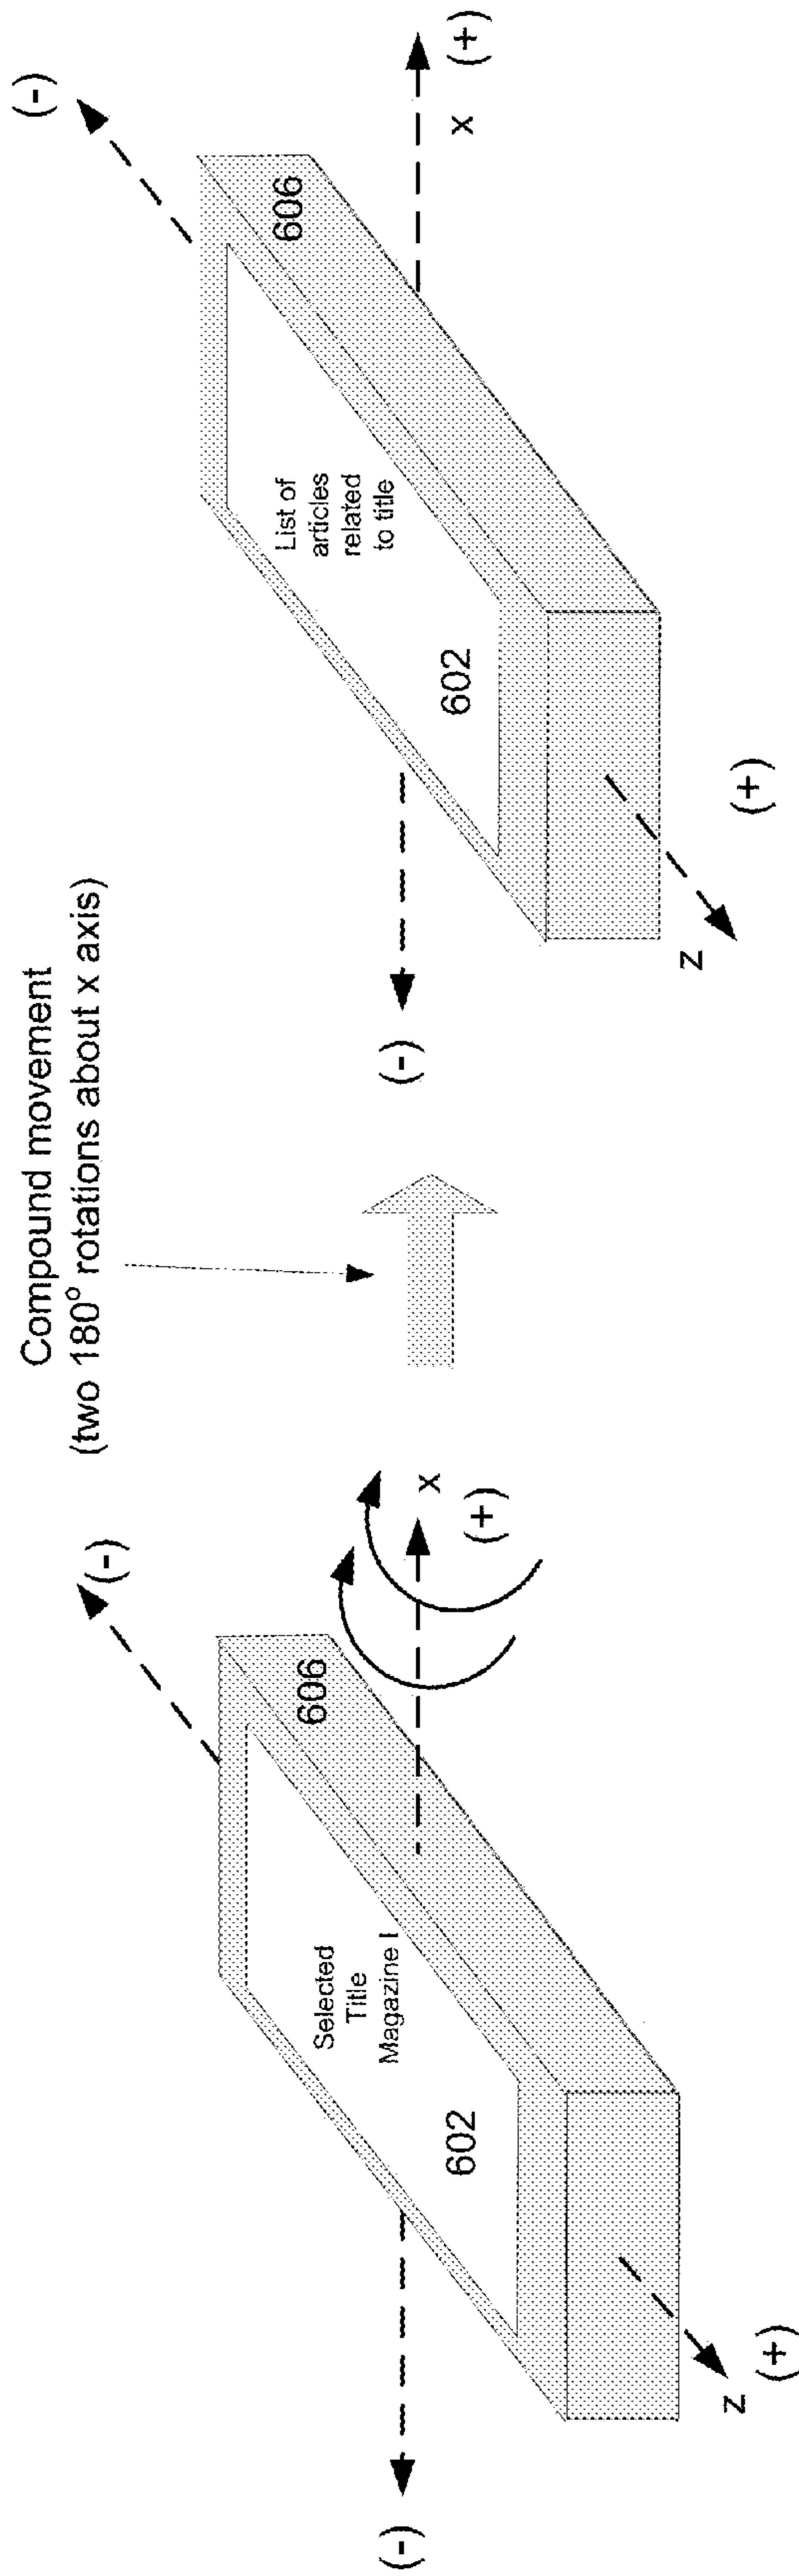 Compound movement
(two 180° rotations about x axis)
(-)
606
Selected
Title
Magazine I
602
(-)
x
(+)
z
(+)
(-)
606
List of
articles
related
to title
602
(-)
x
(+)
z
(+)